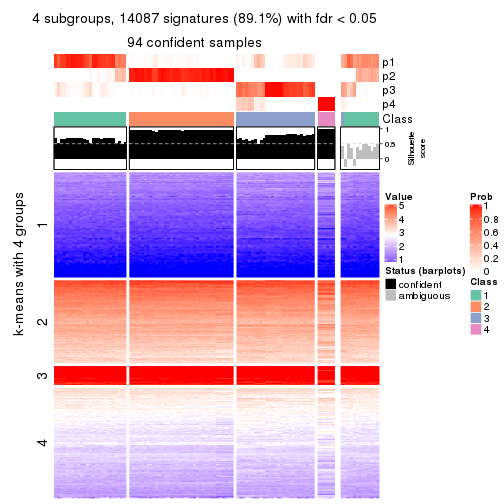 4 subgroups, 14087 signatures (89.1%) with fdr < 0.05
94 confident samples
p1
p2
p3
p4
Class
1
0.5
0
Silhouette
score
k-means with 4 groups
1
2
3
4
Value
5
4
3
2
1
Status (barplots)
confident
ambiguous
Prob
1
0.8
0.6
0.4
0.2
0
Class
1
2
3
4